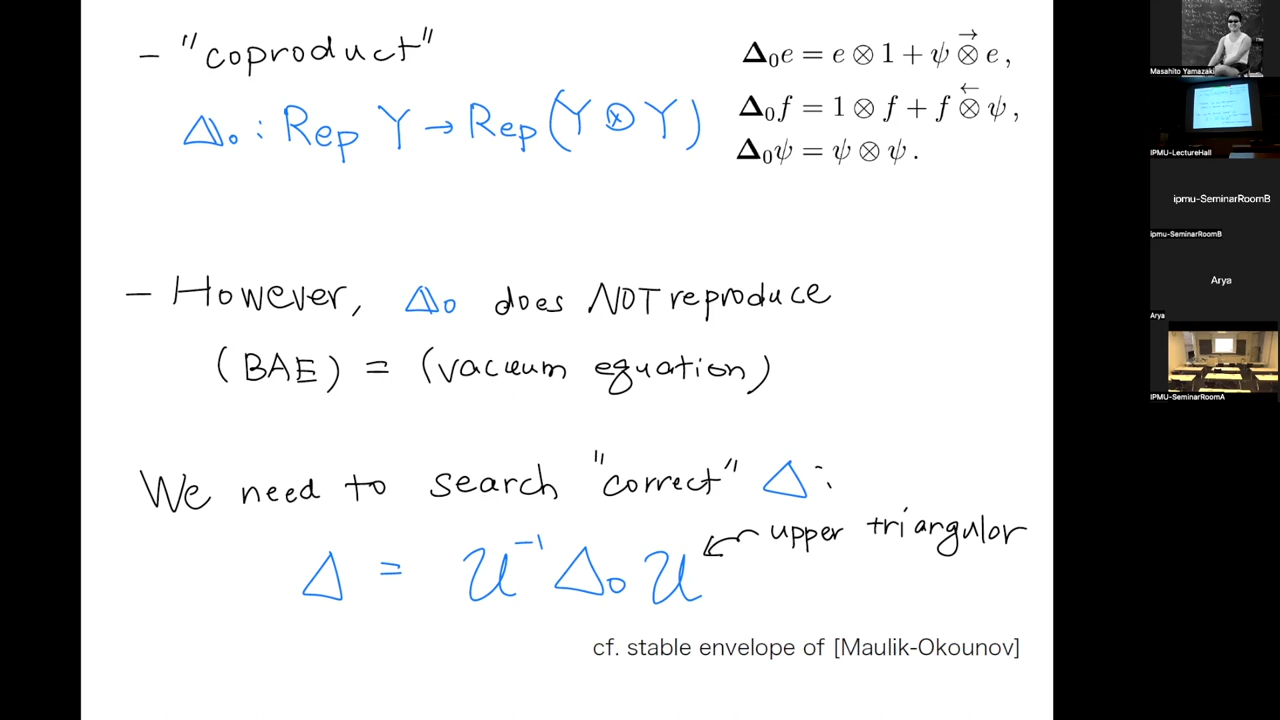 - "coproduct"
Δ₀ : Rep Y → Rep (Y ⊗ Y)
Δ₀e = e ⊗ 1 + ψ ⊗⃗ e ,
Δ₀f = 1 ⊗ f + f ⊗⃖ ψ ,
Δ₀ψ = ψ ⊗ ψ .
- However, Δ₀ does NOT reproduce
(BAE) = (vacuum equation)
We need to search "correct" Δ :
upper triangular
Δ = U⁻¹ Δ₀ U
cf. stable envelope of [Maulik-Okounov]
Masahito Yamazaki
IPMU-LectureHall
ipmu-SeminarRoomB
ipmu-SeminarRoomB
Arya
Arya
IPMU-SeminarRoomA